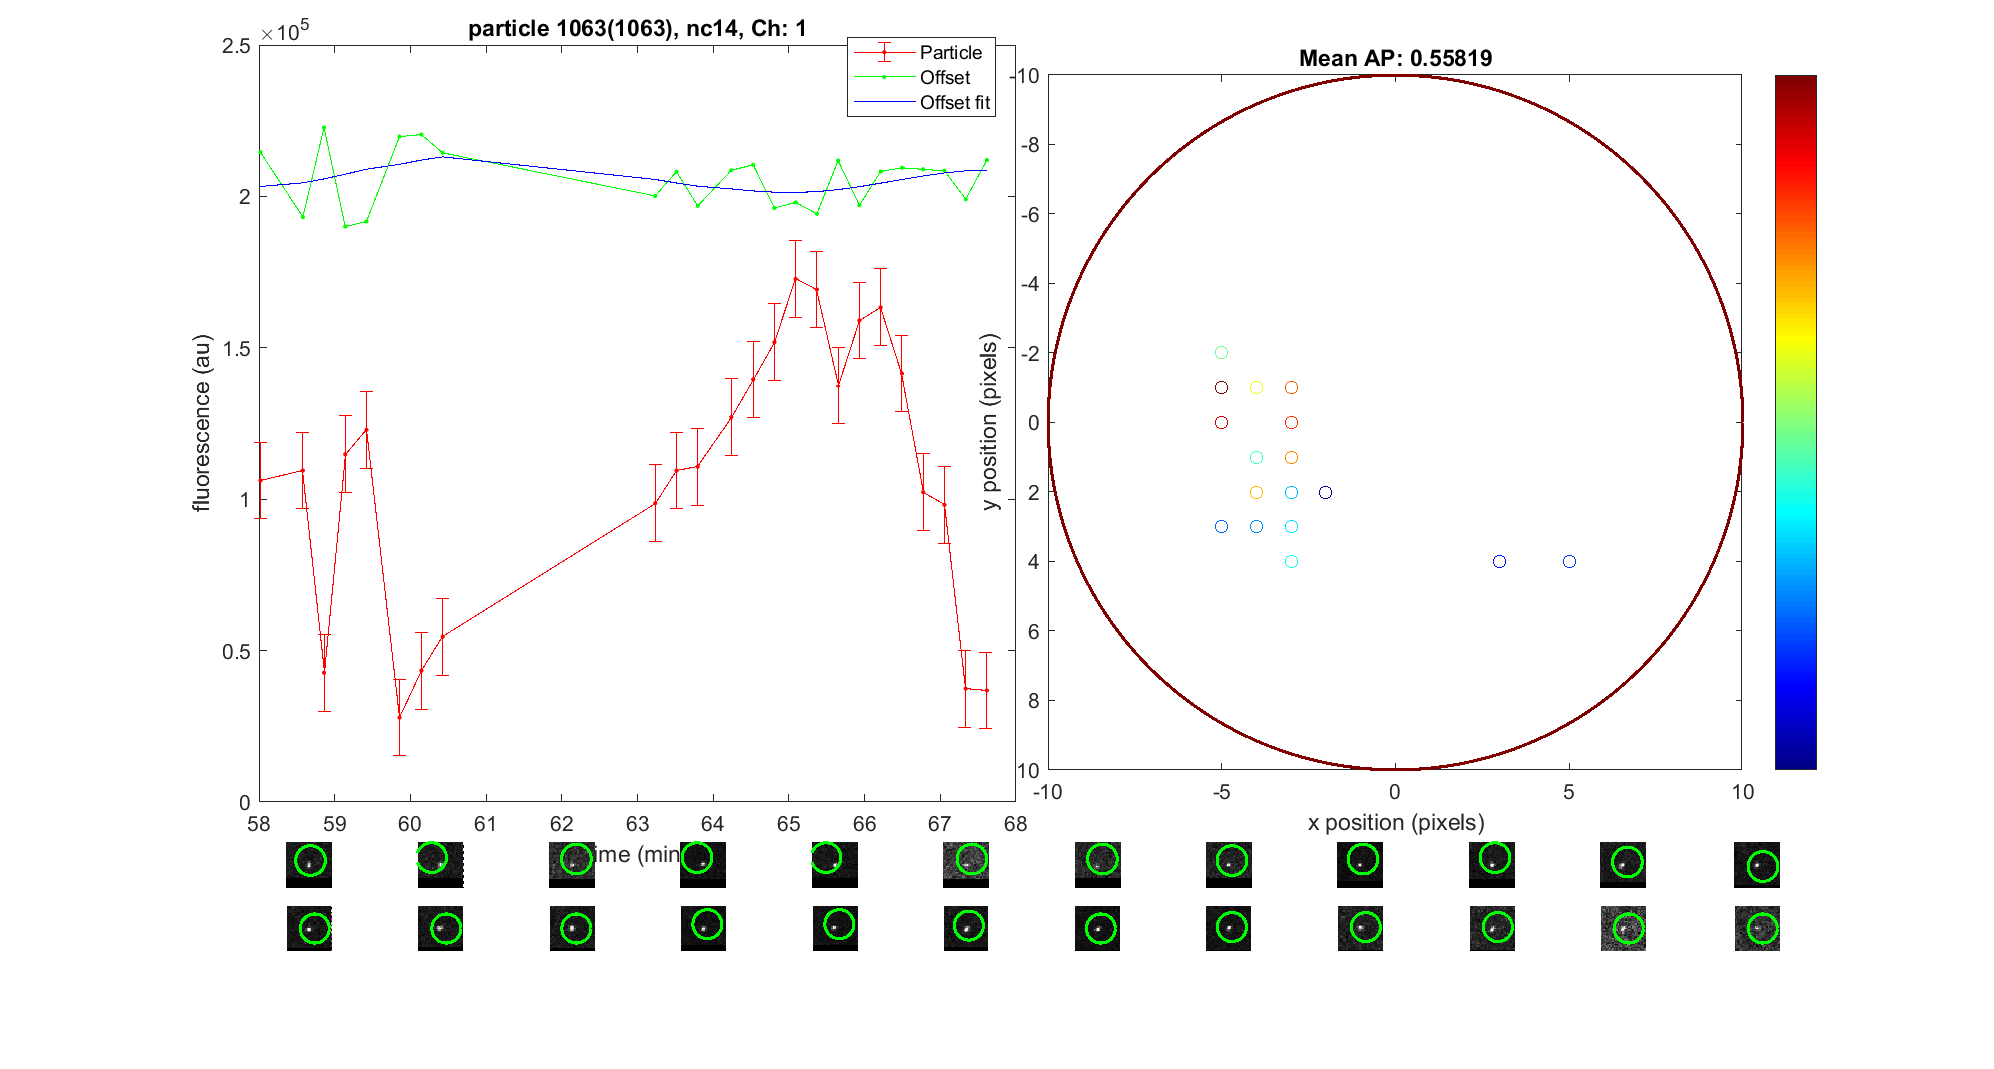 particle 1063(1063), nc14, Ch: 1
×10^5
Particle
Offset
Offset fit
fluorescence (au)
2.5
2
1.5
1
0.5
0
58 59 60 61 62 63 64 65 66 67 68
ime (min
Mean AP: 0.55819
y position (pixels)
-10
-8
-6
-4
-2
0
2
4
6
8
10
-10 -5 0 5 10
x position (pixels)